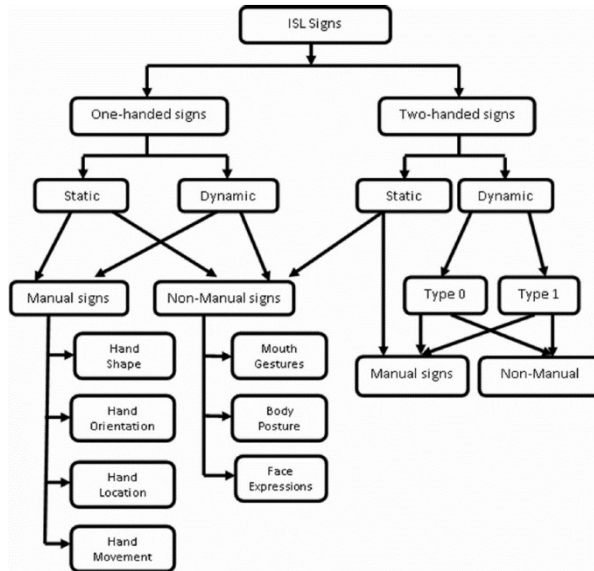 ISL Signs
One-handed signs
Two-handed signs
Static
Dynamic
Static
Dynamic
Manual signs
Non-Manual signs
Type 0
Type 1
Hand
Shape
Mouth
Gestures
Manual signs
Non-Manual
Hand
Orientation
Body
Posture
Hand
Location
Face
Expressions
Hand
Movement